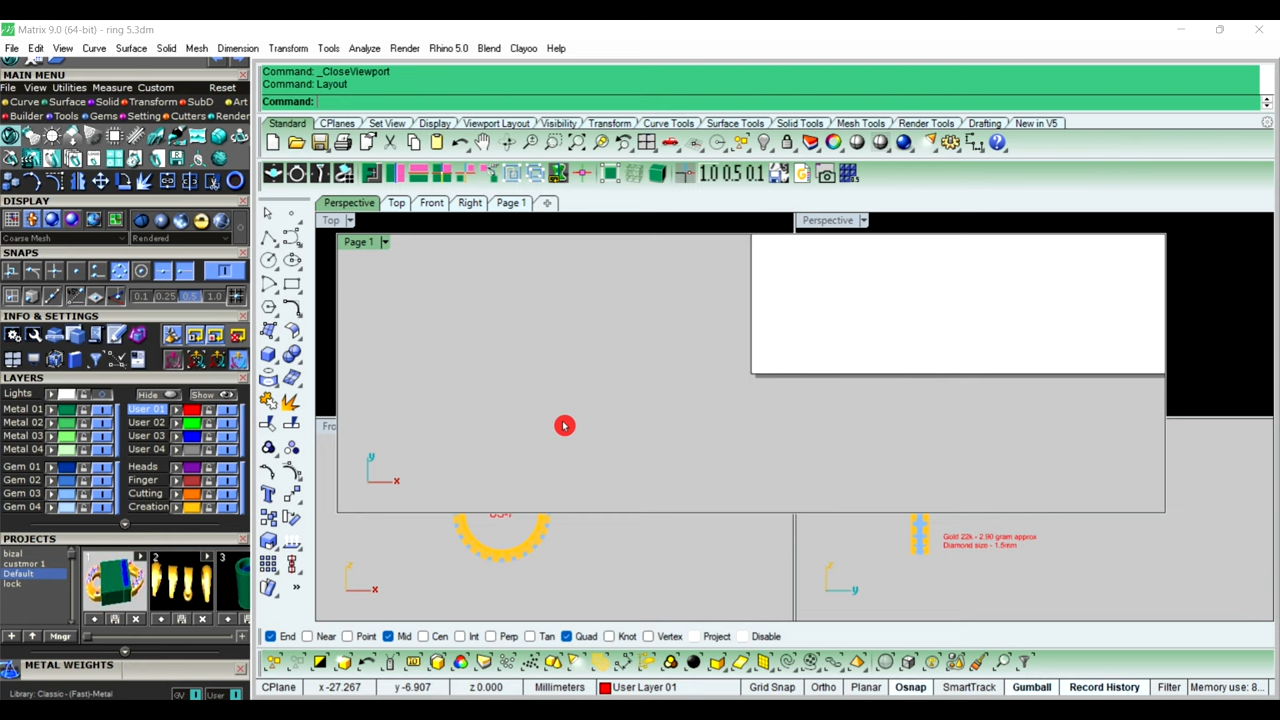 Matrix 9.0 (64-bit) - ring 5.3dm
File Edit View Curve Surface Solid Mesh Dimension Transform Tools Analyze Render Rhino 5.0 Blend Clayoo Help
MAIN MENU
File View Utilities Measure Custom Reset
Curve Surface Solid Transform SubD Art
Builder Tools Gems Setting Cutters Render
DISPLAY
Coarse Mesh Rendered
SNAPS
0.1 0.25 0.5 1.0
INFO & SETTINGS
LAYERS
Lights Hide Show
Metal 01 User 01
Metal 02 User 02
Metal 03 User 03
Metal 04 User 04
Gem 01 Heads
Gem 02 Finger
Gem 03 Cutting
Gem 04 Creation
PROJECTS
bizal
custmor 1
Default
lock
1 2 3
Mngr
METAL WEIGHTS
Library: Classic - (Fast)-Metal GV User
Command: _CloseViewport
Command: Layout
Command:
Standard CPlanes Set View Display Viewport Layout Visibility Transform Curve Tools Surface Tools Solid Tools Mesh Tools Render Tools Drafting New in V5
1.0 0.5 0.1
Perspective Top Front Right Page 1
Top Perspective
Page 1
y
x
Fro
z
x
Gold 22k - 2.90 gram approx
Diamond size - 1.5mm
z
y
End Near Point Mid Cen Int Perp Tan Quad Knot Vertex Project Disable
CPlane x -27.267 y -6.907 z 0.000 Millimeters User Layer 01 Grid Snap Ortho Planar Osnap SmartTrack Gumball Record History Filter Memory use: 8...